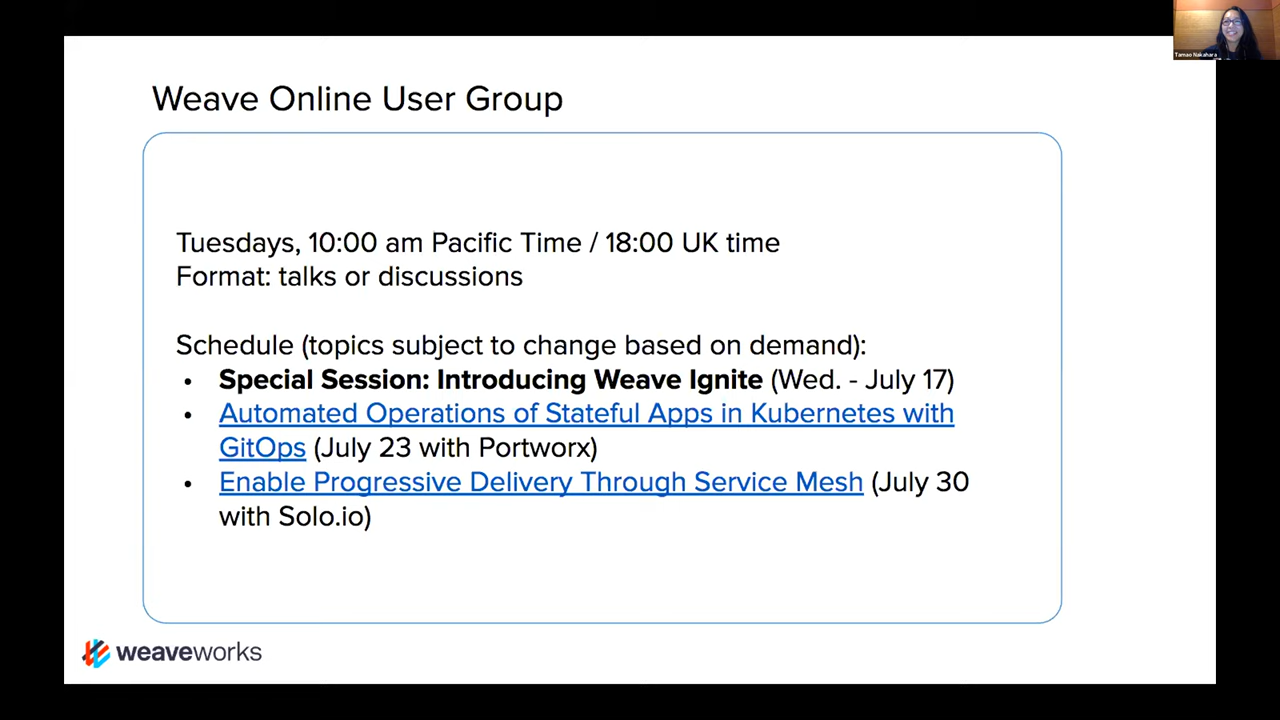 Tamao Nakahara
Weave Online User Group
Tuesdays, 10:00 am Pacific Time / 18:00 UK time
Format: talks or discussions
Schedule (topics subject to change based on demand):
• Special Session: Introducing Weave Ignite (Wed. - July 17)
• Automated Operations of Stateful Apps in Kubernetes with
GitOps (July 23 with Portworx)
• Enable Progressive Delivery Through Service Mesh (July 30
with Solo.io)
weaveworks